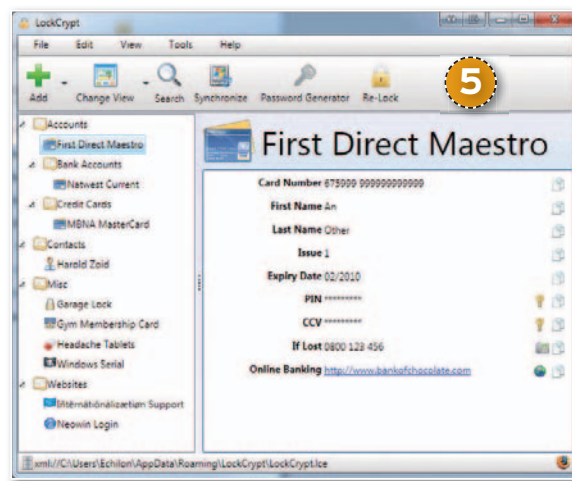 LockCrypt
File Edit View Tools Help
Add Change View Search Synchronize Password Generator Re-Lock
5
Accounts
First Direct Maestro
Bank Accounts
Natwest Current
Credit Cards
MBNA MasterCard
Contacts
Harold Zoid
Misc
Garage Lock
Gym Membership Card
Headache Tablets
Windows Serial
Websites
Iñtërnâtiônàlizætiøn Support
Neowin Login
First Direct Maestro
Card Number 675999 999999999999
First Name An
Last Name Other
Issue 1
Expiry Date 02/2010
PIN *********
CCV *********
If Lost 0800 123 456
Online Banking http://www.bankofchocolate.com
xml://C:\Users\Echilon\AppData\Roaming\LockCrypt\LockCrypt.lce